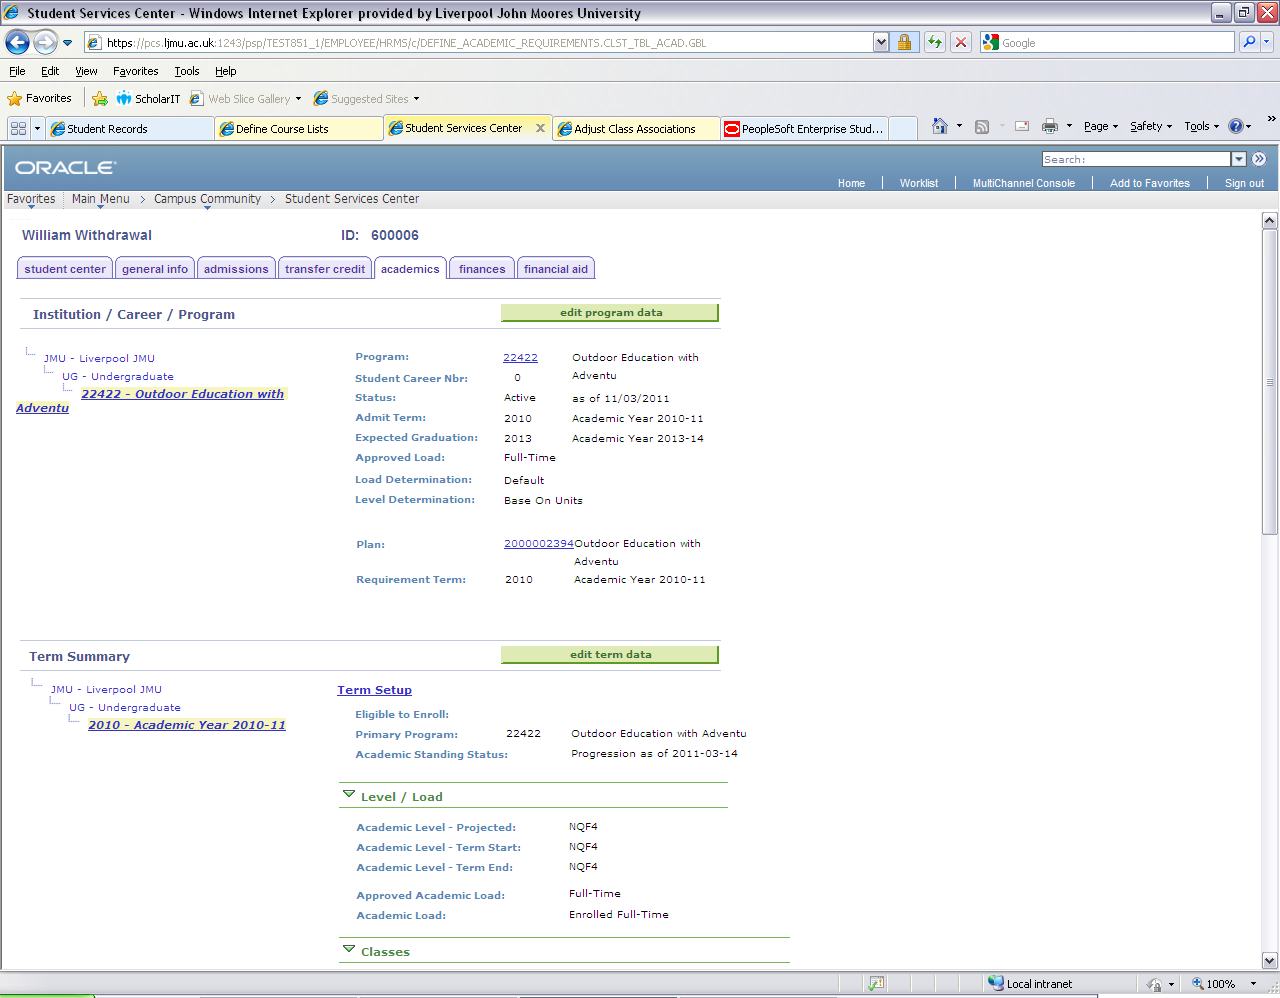 Student Services Center - Windows Internet Explorer provided by Liverpool John Moores University
https://pcs.ljmu.ac.uk:1243/psp/TEST851_1/EMPLOYEE/HRMS/c/DEFINE_ACADEMIC_REQUIREMENTS.CLST_TBL_ACAD.GBL
Google
File Edit View Favorites Tools Help
Favorites ScholarIT Web Slice Gallery Suggested Sites
Student Records Define Course Lists Student Services Center Adjust Class Associations PeopleSoft Enterprise Stud... Page Safety Tools
ORACLE
Search:
Home Worklist MultiChannel Console Add to Favorites Sign out
Favorites Main Menu > Campus Community > Student Services Center
William Withdrawal ID: 600006
student center general info admissions transfer credit academics finances financial aid
Institution / Career / Program edit program data
JMU - Liverpool JMU
UG - Undergraduate
22422 - Outdoor Education with
Adventu
Program: 22422 Outdoor Education with
Adventu
Student Career Nbr: 0
Status: Active as of 11/03/2011
Admit Term: 2010 Academic Year 2010-11
Expected Graduation: 2013 Academic Year 2013-14
Approved Load: Full-Time
Load Determination: Default
Level Determination: Base On Units
Plan: 2000002394 Outdoor Education with
Adventu
Requirement Term: 2010 Academic Year 2010-11
Term Summary edit term data
JMU - Liverpool JMU
UG - Undergraduate
2010 - Academic Year 2010-11
Term Setup
Eligible to Enroll:
Primary Program: 22422 Outdoor Education with Adventu
Academic Standing Status: Progression as of 2011-03-14
Level / Load
Academic Level - Projected: NQF4
Academic Level - Term Start: NQF4
Academic Level - Term End: NQF4
Approved Academic Load: Full-Time
Academic Load: Enrolled Full-Time
Classes
Local intranet 100%